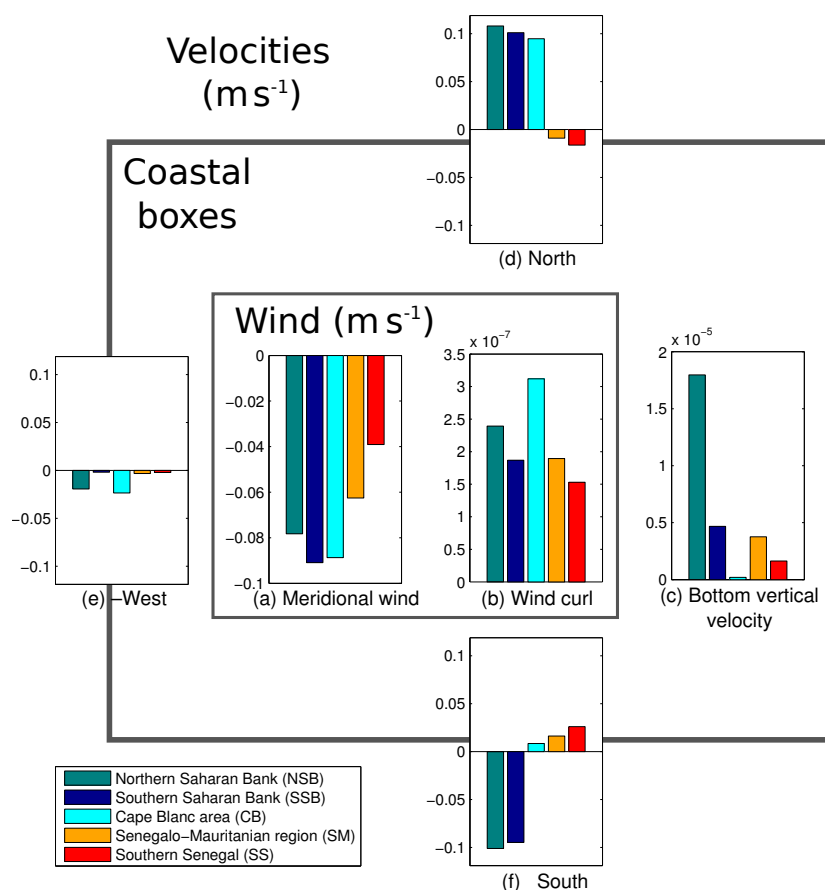 Velocities
(m s-1)
0.1
0.05
0
−0.05
−0.1
(d) North
Coastal
boxes
Wind (m s-1)
0.1
0.05
0
−0.05
−0.1
(e) −West
0
−0.02
−0.04
−0.06
−0.08
−0.1
(a) Meridional wind
x 10−7
3.5
3
2.5
2
1.5
1
0.5
0
(b) Wind curl
x 10−5
2
1.5
1
0.5
0
(c) Bottom vertical
velocity
0.1
0.05
0
−0.05
−0.1
(f) South
Northern Saharan Bank (NSB)
Southern Saharan Bank (SSB)
Cape Blanc area (CB)
Senegalo−Mauritanian region (SM)
Southern Senegal (SS)